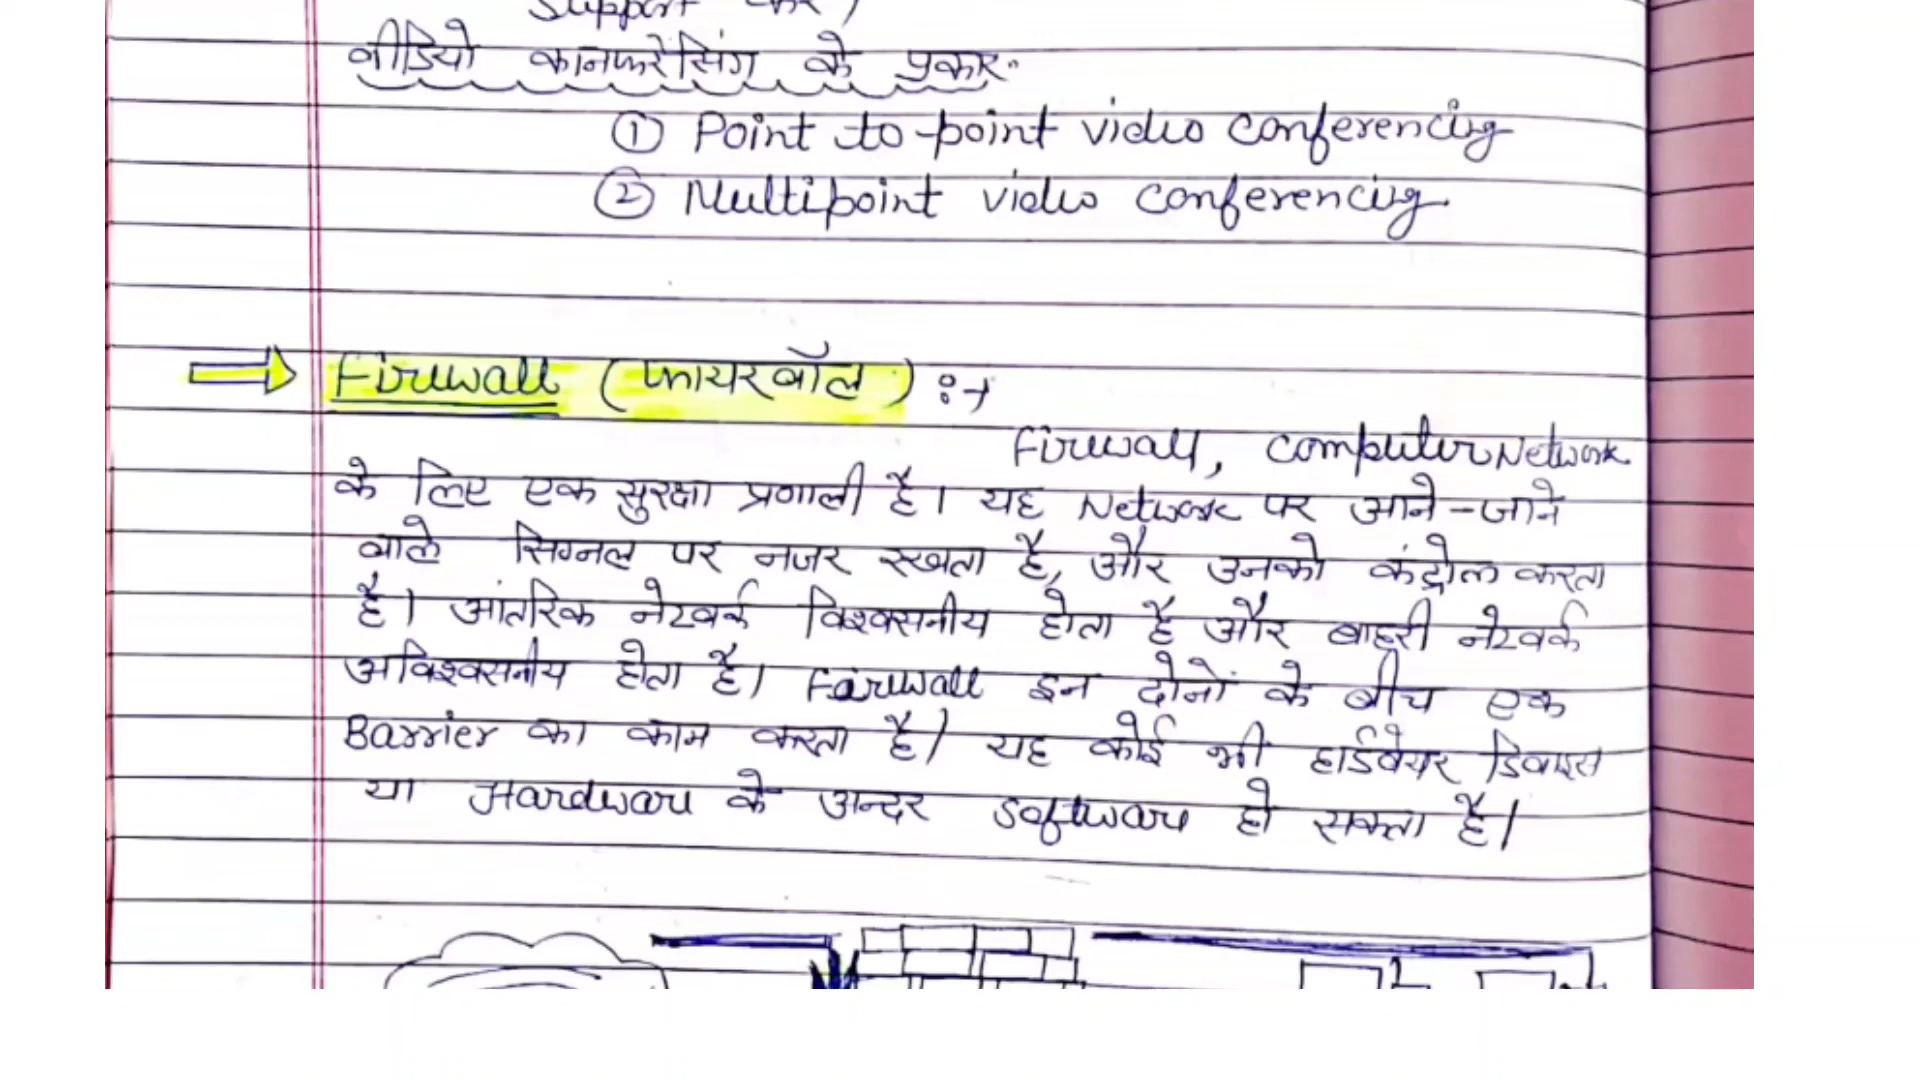 Support करे)
वीडियो कानफरेंसिंग के प्रकार:
① Point to-point video conferencing
② Multipoint video conferencing
Firewall (फायरवॉल) :→
Firewall, Computer Network
के लिए एक सुरक्षा प्रणाली है। यह Network पर आने-जाने
वाले सिग्नल पर नजर रखता है, और उनको कंट्रोल करता
है। आंतरिक नेटवर्क विश्वसनीय होता है और बाहरी नेटवर्क
अविश्वसनीय होता है। Fairwall इन दोनों के बीच एक
Barrier का काम करता है। यह कोई भी हार्डवेयर डिवाइस
या Hardware के अन्दर Software हो सकता है।